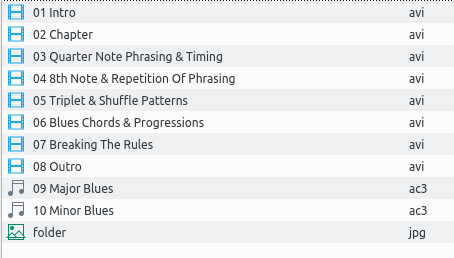 01 Intro avi
02 Chapter avi
03 Quarter Note Phrasing & Timing avi
04 8th Note & Repetition Of Phrasing avi
05 Triplet & Shuffle Patterns avi
06 Blues Chords & Progressions avi
07 Breaking The Rules avi
08 Outro avi
09 Major Blues ac3
10 Minor Blues ac3
folder jpg